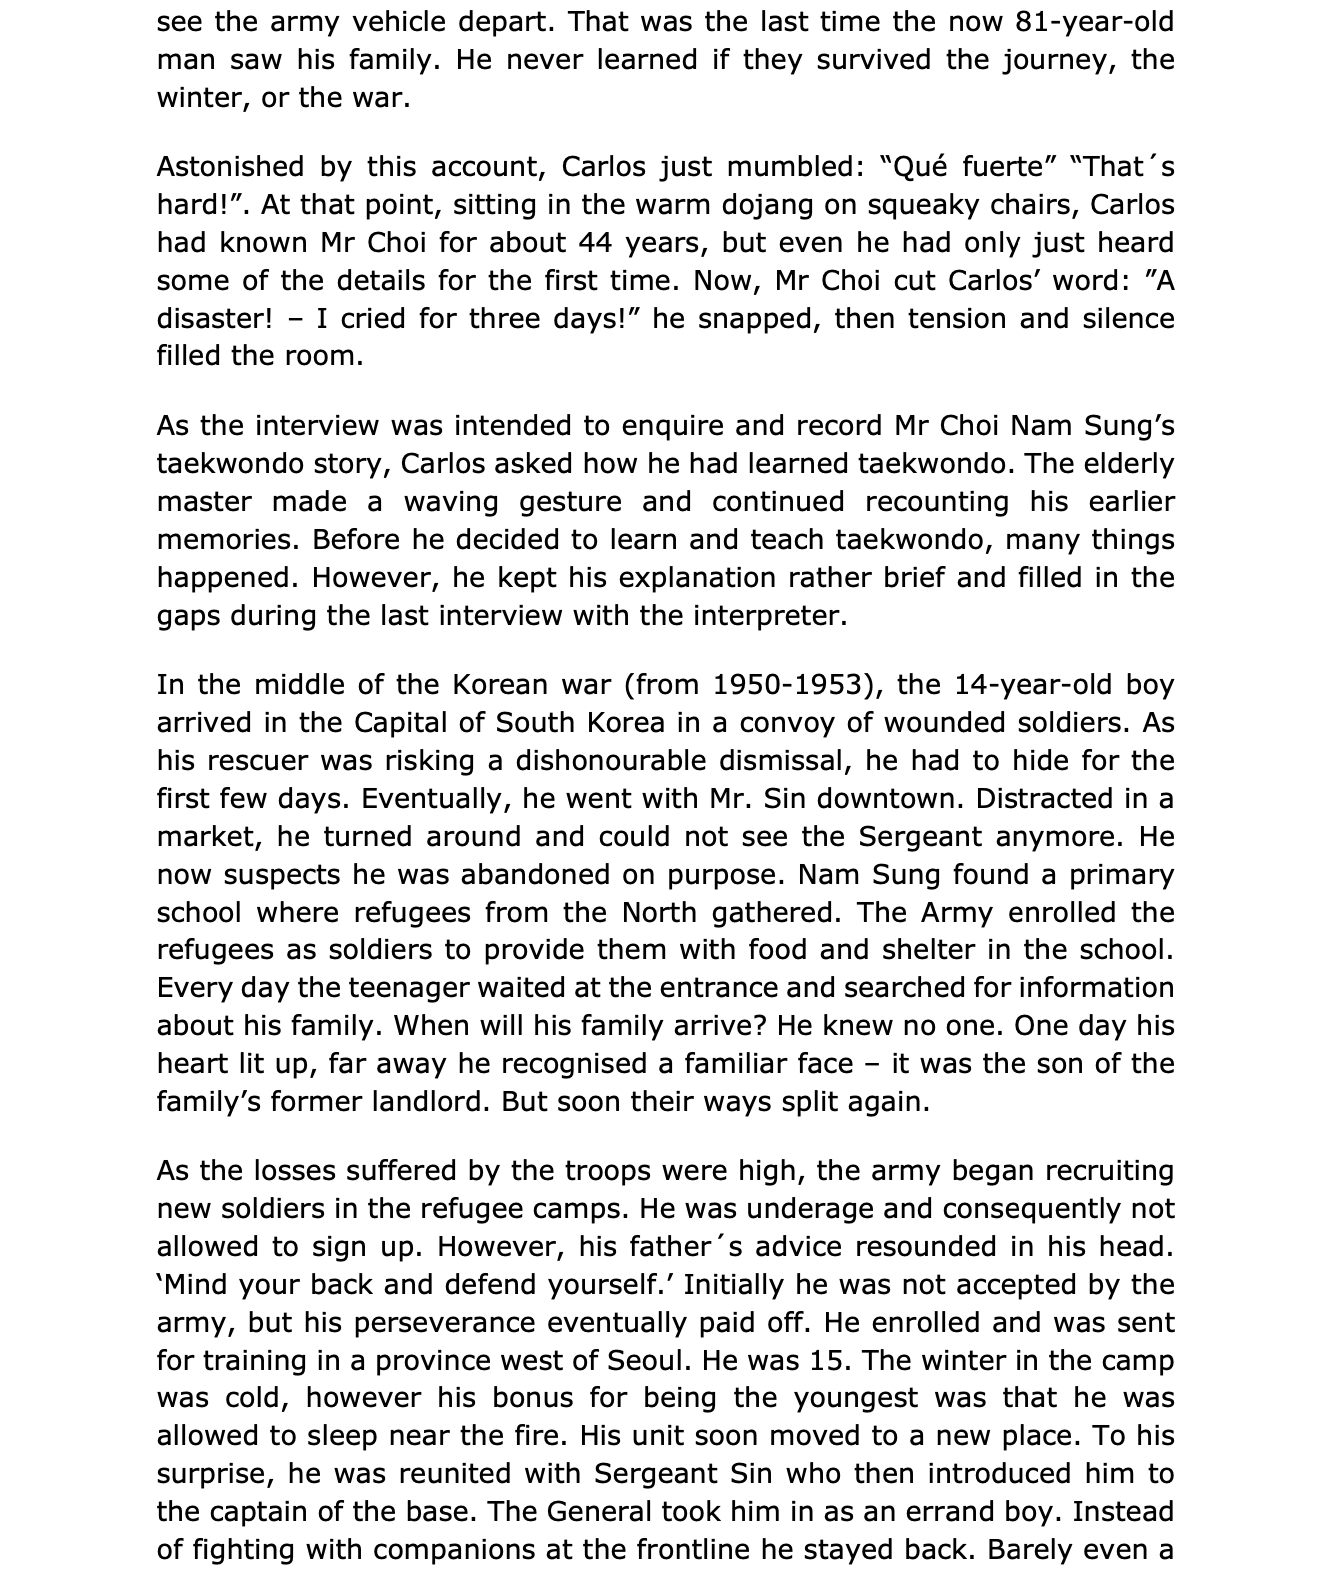 see the army vehicle depart. That was the last time the now 81-year-old
man saw his family. He never learned if they survived the journey, the
winter, or the war.
Astonished by this account, Carlos just mumbled: “Qué fuerte” “That´s
hard!”. At that point, sitting in the warm dojang on squeaky chairs, Carlos
had known Mr Choi for about 44 years, but even he had only just heard
some of the details for the first time. Now, Mr Choi cut Carlos’ word: ”A
disaster! – I cried for three days!” he snapped, then tension and silence
filled the room.
As the interview was intended to enquire and record Mr Choi Nam Sung’s
taekwondo story, Carlos asked how he had learned taekwondo. The elderly
master made a waving gesture and continued recounting his earlier
memories. Before he decided to learn and teach taekwondo, many things
happened. However, he kept his explanation rather brief and filled in the
gaps during the last interview with the interpreter.
In the middle of the Korean war (from 1950-1953), the 14-year-old boy
arrived in the Capital of South Korea in a convoy of wounded soldiers. As
his rescuer was risking a dishonourable dismissal, he had to hide for the
first few days. Eventually, he went with Mr. Sin downtown. Distracted in a
market, he turned around and could not see the Sergeant anymore. He
now suspects he was abandoned on purpose. Nam Sung found a primary
school where refugees from the North gathered. The Army enrolled the
refugees as soldiers to provide them with food and shelter in the school.
Every day the teenager waited at the entrance and searched for information
about his family. When will his family arrive? He knew no one. One day his
heart lit up, far away he recognised a familiar face – it was the son of the
family’s former landlord. But soon their ways split again.
As the losses suffered by the troops were high, the army began recruiting
new soldiers in the refugee camps. He was underage and consequently not
allowed to sign up. However, his father´s advice resounded in his head.
‘Mind your back and defend yourself.’ Initially he was not accepted by the
army, but his perseverance eventually paid off. He enrolled and was sent
for training in a province west of Seoul. He was 15. The winter in the camp
was cold, however his bonus for being the youngest was that he was
allowed to sleep near the fire. His unit soon moved to a new place. To his
surprise, he was reunited with Sergeant Sin who then introduced him to
the captain of the base. The General took him in as an errand boy. Instead
of fighting with companions at the frontline he stayed back. Barely even a